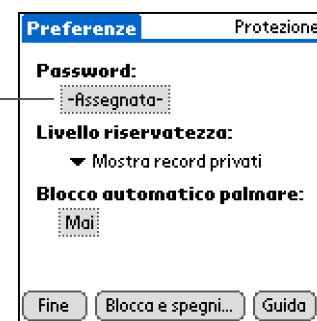 Preferenze Protezione
Password:
-Assegnata-
Livello riservatezza:
Mostra record privati
Blocco automatico palmare:
Mai
Fine Blocca e spegni... Guida